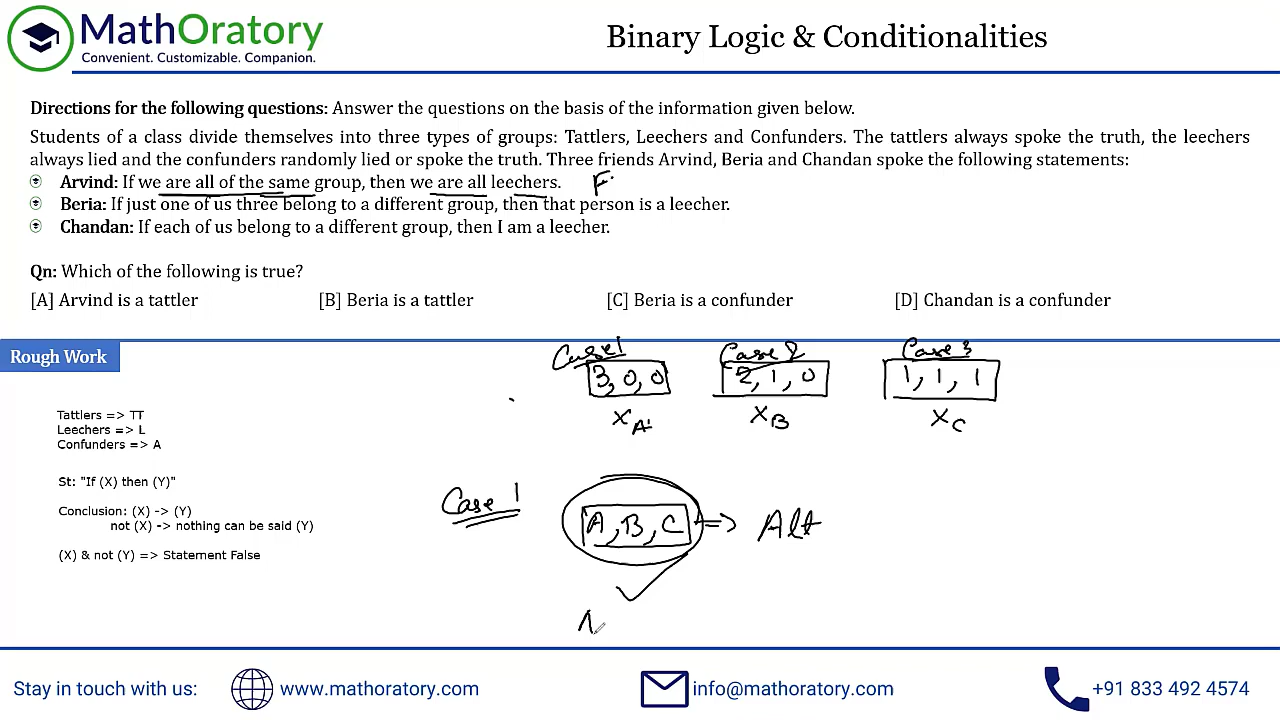 MathOratory
Convenient. Customizable. Companion.
Binary Logic & Conditionalities
Directions for the following questions: Answer the questions on the basis of the information given below.
Students of a class divide themselves into three types of groups: Tattlers, Leechers and Confunders. The tattlers always spoke the truth, the leechers
always lied and the confunders randomly lied or spoke the truth. Three friends Arvind, Beria and Chandan spoke the following statements:
Arvind: If we are all of the same group, then we are all leechers. F
Beria: If just one of us three belong to a different group, then that person is a leecher.
Chandan: If each of us belong to a different group, then I am a leecher.
Qn: Which of the following is true?
[A] Arvind is a tattler [B] Beria is a tattler [C] Beria is a confunder [D] Chandan is a confunder
Rough Work
Case 1 Case 2 Case 3
3, 0, 0 2, 1, 0 1, 1, 1
X A X B X C
Tattlers => TT
Leechers => L
Confunders => A
St: "If (X) then (Y)"
Conclusion: (X) -> (Y)
not (X) -> nothing can be said (Y)
(X) & not (Y) => Statement False
Case 1 A, B, C => Alt
Stay in touch with us: www.mathoratory.com info@mathoratory.com +91 833 492 4574